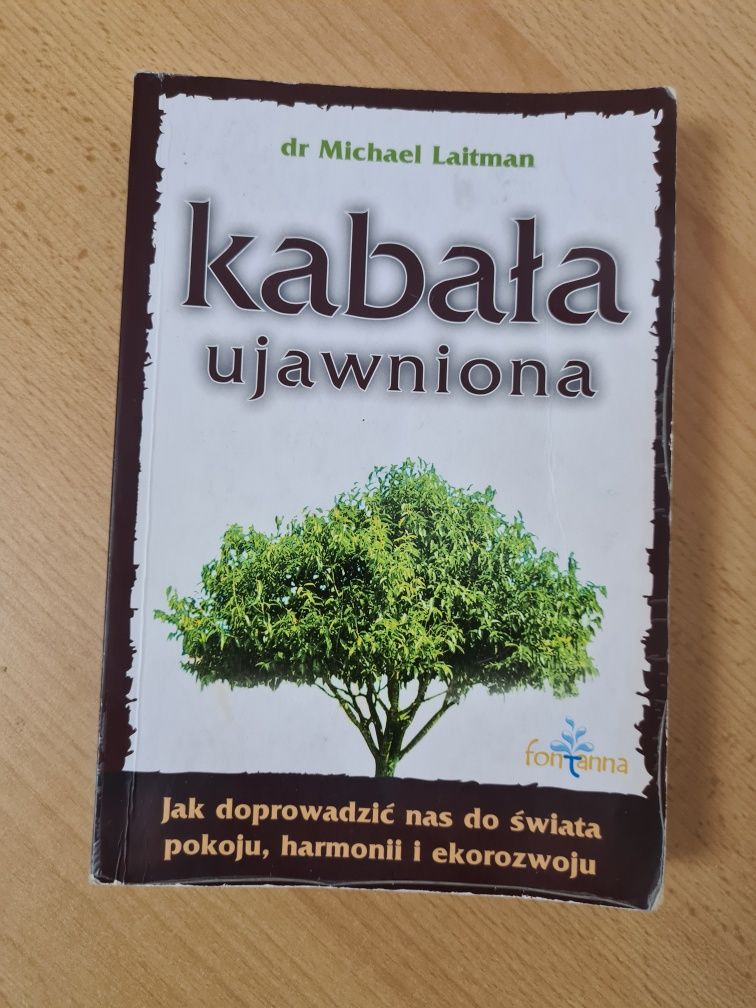 dr Michael Laitman
kabała
ujawniona
fontanna
Jak doprowadzić nas do świata
pokoju, harmonii i ekorozwoju